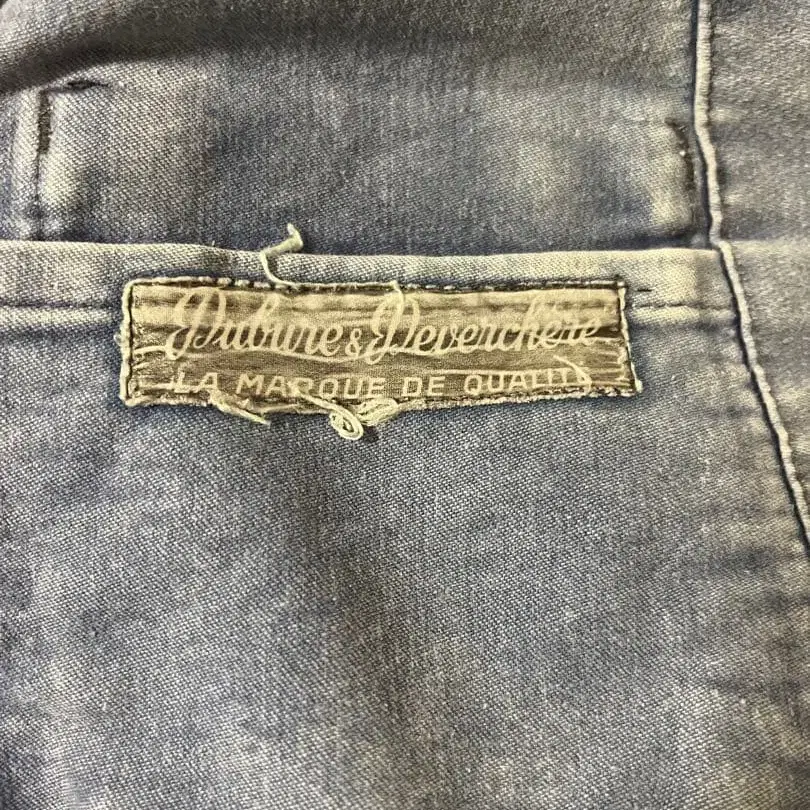 Dubure & Deverchère
LA MARQUE DE QUALITÉ